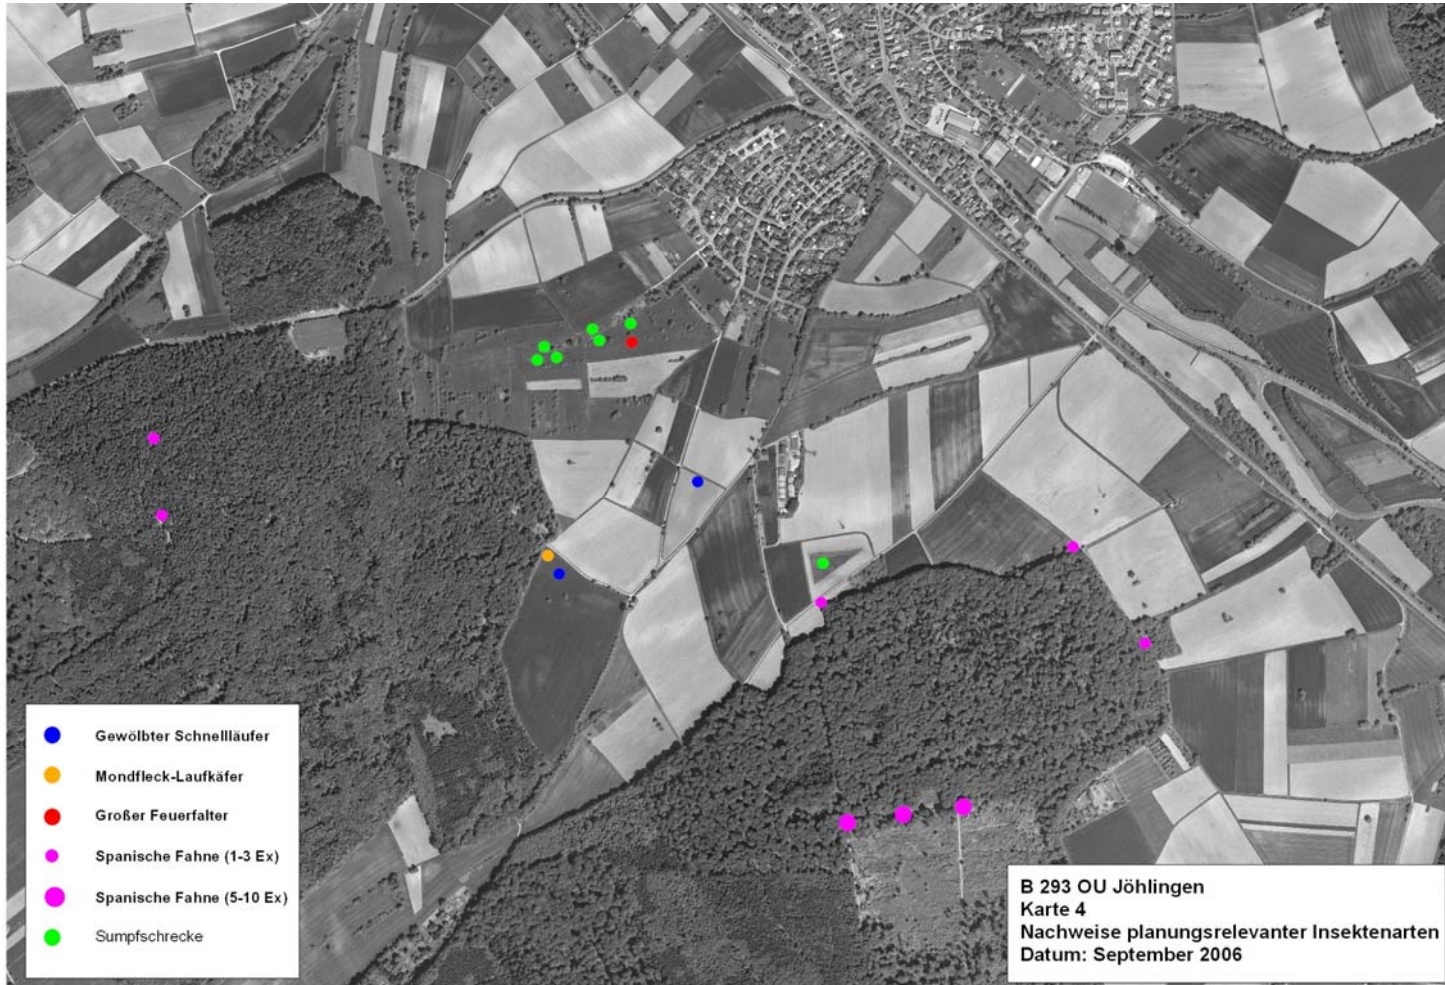 Gewölbter Schnellläufer
Mondfleck-Laufkäfer
Großer Feuerfalter
Spanische Fahne (1-3 Ex)
Spanische Fahne (5-10 Ex)
Sumpfschrecke
B 293 OU Jöhlingen
Karte 4
Nachweise planungsrelevanter Insektenarten
Datum: September 2006